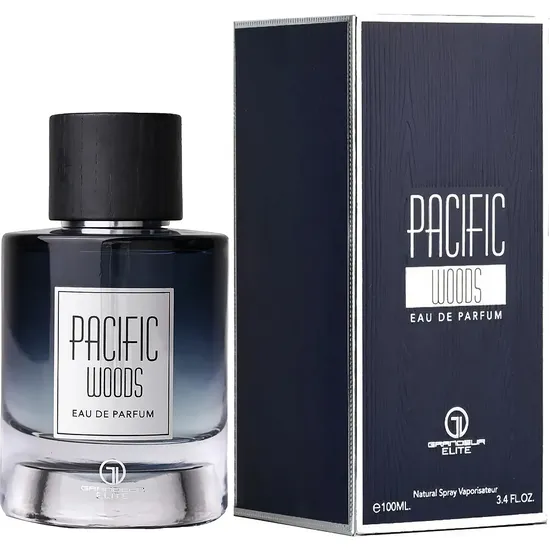 PACIFIC
WOODS
EAU DE PARFUM
PACIFIC
WOODS
EAU DE PARFUM
GRANDEUR
ELITE
℮100ML.
Natural Spray Vaporisateur
3.4 FL.OZ.